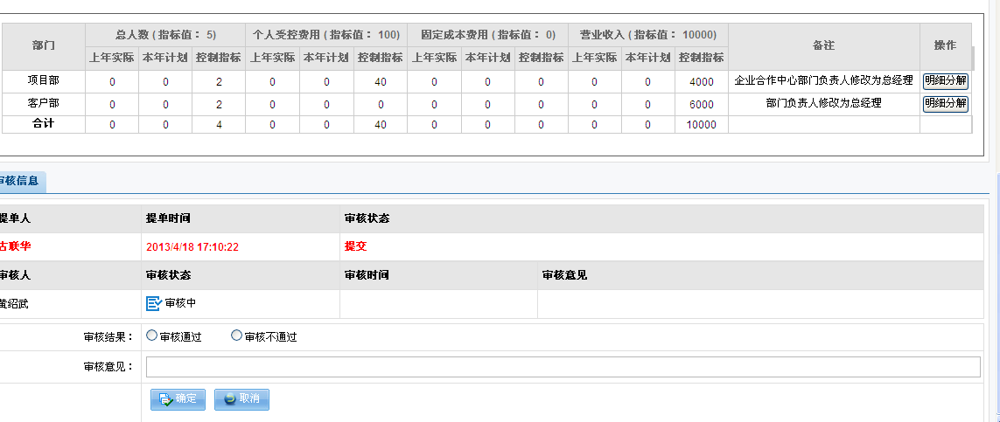 部门 总人数 ( 指标值： 5) 个人受控费用 ( 指标值： 100) 固定成本费用 ( 指标值： 0) 营业收入 ( 指标值： 10000) 备注 操作
上年实际 本年计划 控制指标 上年实际 本年计划 控制指标 上年实际 本年计划 控制指标 上年实际 本年计划 控制指标
项目部 0 0 2 0 0 40 0 0 0 0 0 4000 企业合作中心部门负责人修改为总经理 明细分解
客户部 0 0 2 0 0 0 0 0 0 0 0 6000 部门负责人修改为总经理 明细分解
合计 0 0 4 0 0 40 0 0 0 0 0 10000
审核信息
提单人 提单时间 审核状态
古联华 2013/4/18 17:10:22 提交
审核人 审核状态 审核时间 审核意见
黄绍武 审核中
审核结果： 审核通过 审核不通过
审核意见：
确定 取消